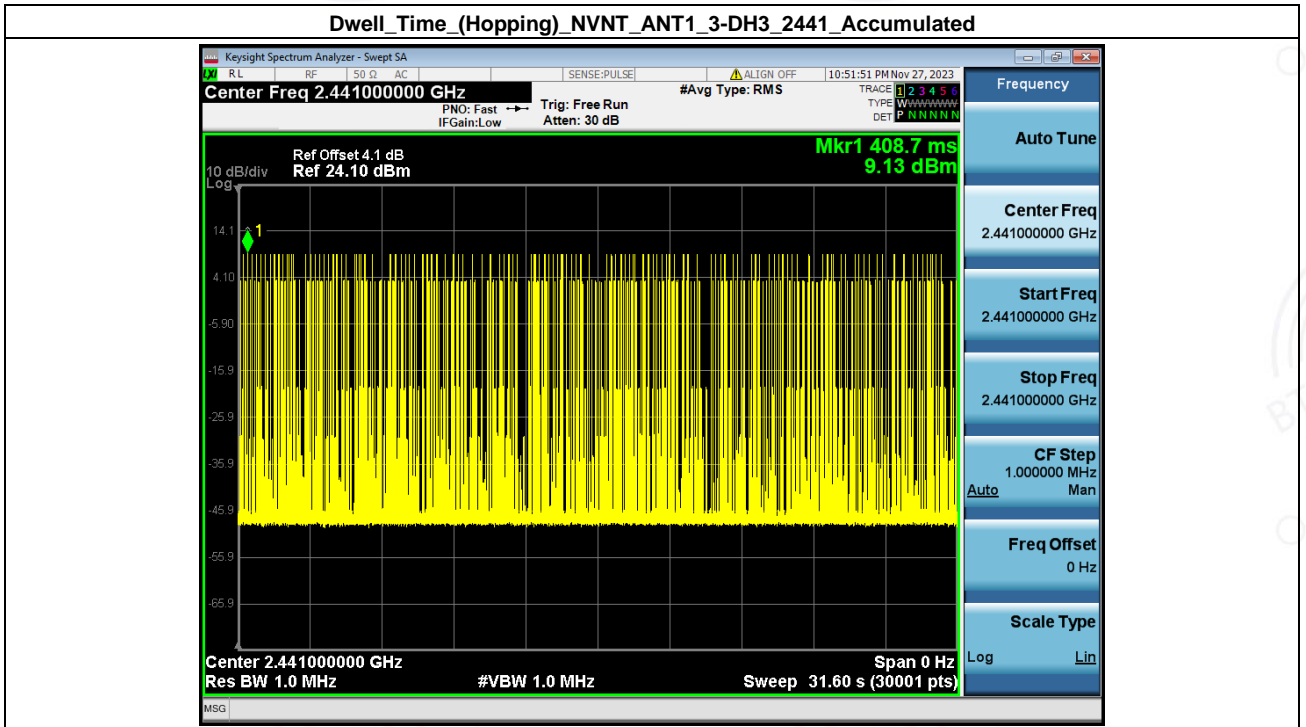 Dwell_Time_(Hopping)_NVNT_ANT1_3-DH3_2441_Accumulated
Keysight Spectrum Analyzer - Swept SA
LXI RL RF 50 Ω AC SENSE:PULSE ALIGN OFF 10:51:51 PM Nov 27, 2023
Center Freq 2.441000000 GHz #Avg Type: RMS TRACE 1 2 3 4 5 6
PNO: Fast Trig: Free Run TYPE WWWWWW
IFGain:Low Atten: 30 dB DET P N N N N N
Mkr1 408.7 ms
9.13 dBm
Ref Offset 4.1 dB
10 dB/div Ref 24.10 dBm
Log
14.1
1
4.10
-5.90
-15.9
-25.9
-35.9
-45.9
-55.9
-65.9
Center 2.441000000 GHz Span 0 Hz
Res BW 1.0 MHz #VBW 1.0 MHz Sweep 31.60 s (30001 pts)
MSG
Frequency
Auto Tune
Center Freq
2.441000000 GHz
Start Freq
2.441000000 GHz
Stop Freq
2.441000000 GHz
CF Step
1.000000 MHz
Auto Man
Freq Offset
0 Hz
Scale Type
Log Lin